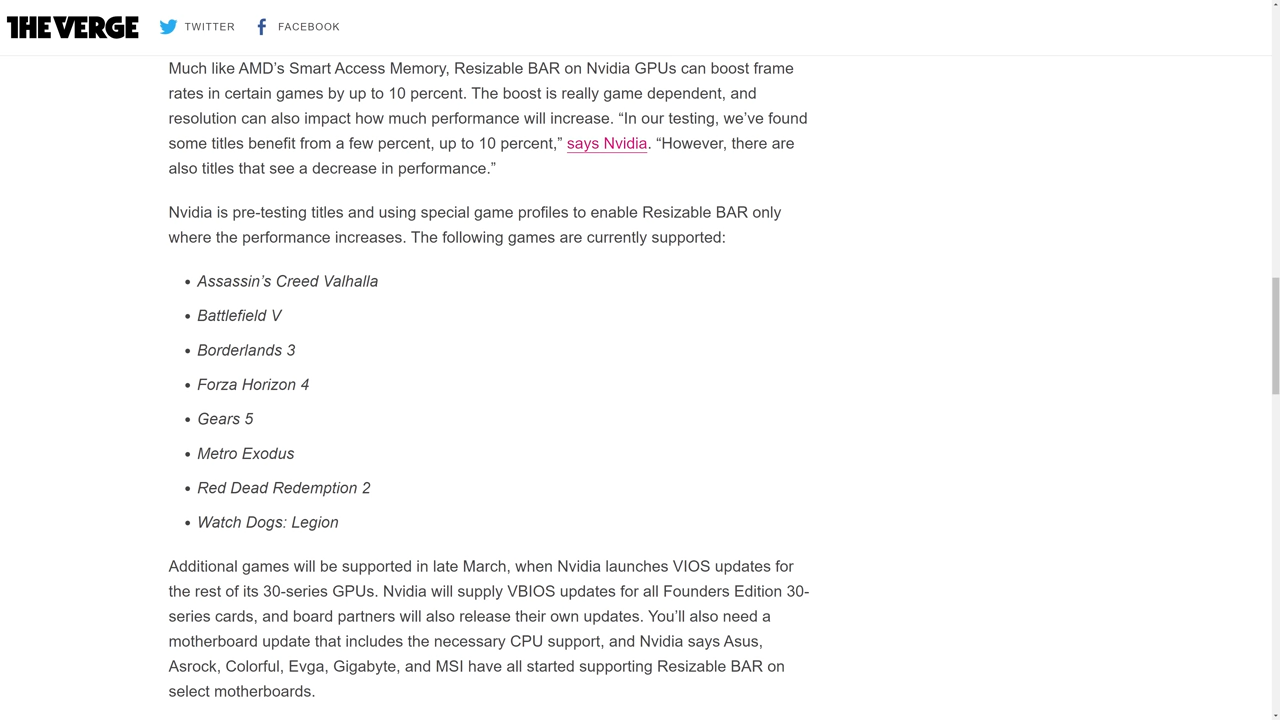 THE VERGE TWITTER FACEBOOK
Much like AMD’s Smart Access Memory, Resizable BAR on Nvidia GPUs can boost frame
rates in certain games by up to 10 percent. The boost is really game dependent, and
resolution can also impact how much performance will increase. “In our testing, we’ve found
some titles benefit from a few percent, up to 10 percent,” says Nvidia. “However, there are
also titles that see a decrease in performance.”
Nvidia is pre-testing titles and using special game profiles to enable Resizable BAR only
where the performance increases. The following games are currently supported:
• Assassin’s Creed Valhalla
• Battlefield V
• Borderlands 3
• Forza Horizon 4
• Gears 5
• Metro Exodus
• Red Dead Redemption 2
• Watch Dogs: Legion
Additional games will be supported in late March, when Nvidia launches VIOS updates for
the rest of its 30-series GPUs. Nvidia will supply VBIOS updates for all Founders Edition 30-
series cards, and board partners will also release their own updates. You’ll also need a
motherboard update that includes the necessary CPU support, and Nvidia says Asus,
Asrock, Colorful, Evga, Gigabyte, and MSI have all started supporting Resizable BAR on
select motherboards.